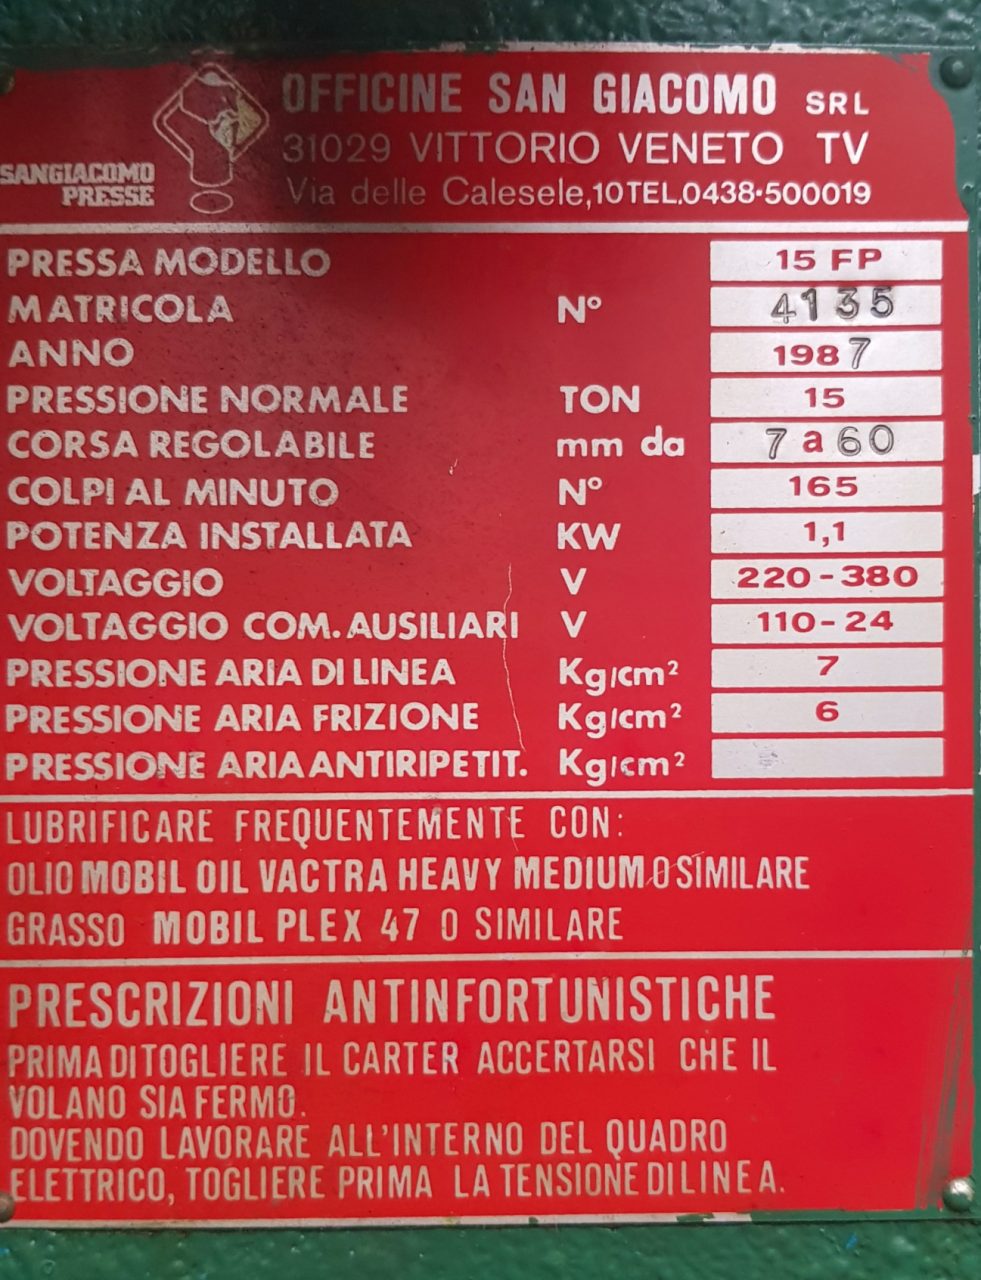 OFFICINE SAN GIACOMO SRL
31029 VITTORIO VENETO TV
Via delle Calesele,10 TEL.0438-500019
SANGIACOMO
PRESSE
PRESSA MODELLO 15 FP
MATRICOLA N° 4135
ANNO 1987
PRESSIONE NORMALE TON 15
CORSA REGOLABILE mm da 7 a 60
COLPI AL MINUTO N° 165
POTENZA INSTALLATA KW 1,1
VOLTAGGIO V 220-380
VOLTAGGIO COM. AUSILIARI V 110-24
PRESSIONE ARIA DI LINEA Kg/cm² 7
PRESSIONE ARIA FRIZIONE Kg/cm² 6
PRESSIONE ARIA ANTIRIPETIT. Kg/cm²
LUBRIFICARE FREQUENTEMENTE CON:
OLIO MOBIL OIL VACTRA HEAVY MEDIUM O SIMILARE
GRASSO MOBIL PLEX 47 O SIMILARE
PRESCRIZIONI ANTINFORTUNISTICHE
PRIMA DI TOGLIERE IL CARTER ACCERTARSI CHE IL
VOLANO SIA FERMO.
DOVENDO LAVORARE ALL'INTERNO DEL QUADRO
ELETTRICO, TOGLIERE PRIMA LA TENSIONE DI LINEA.